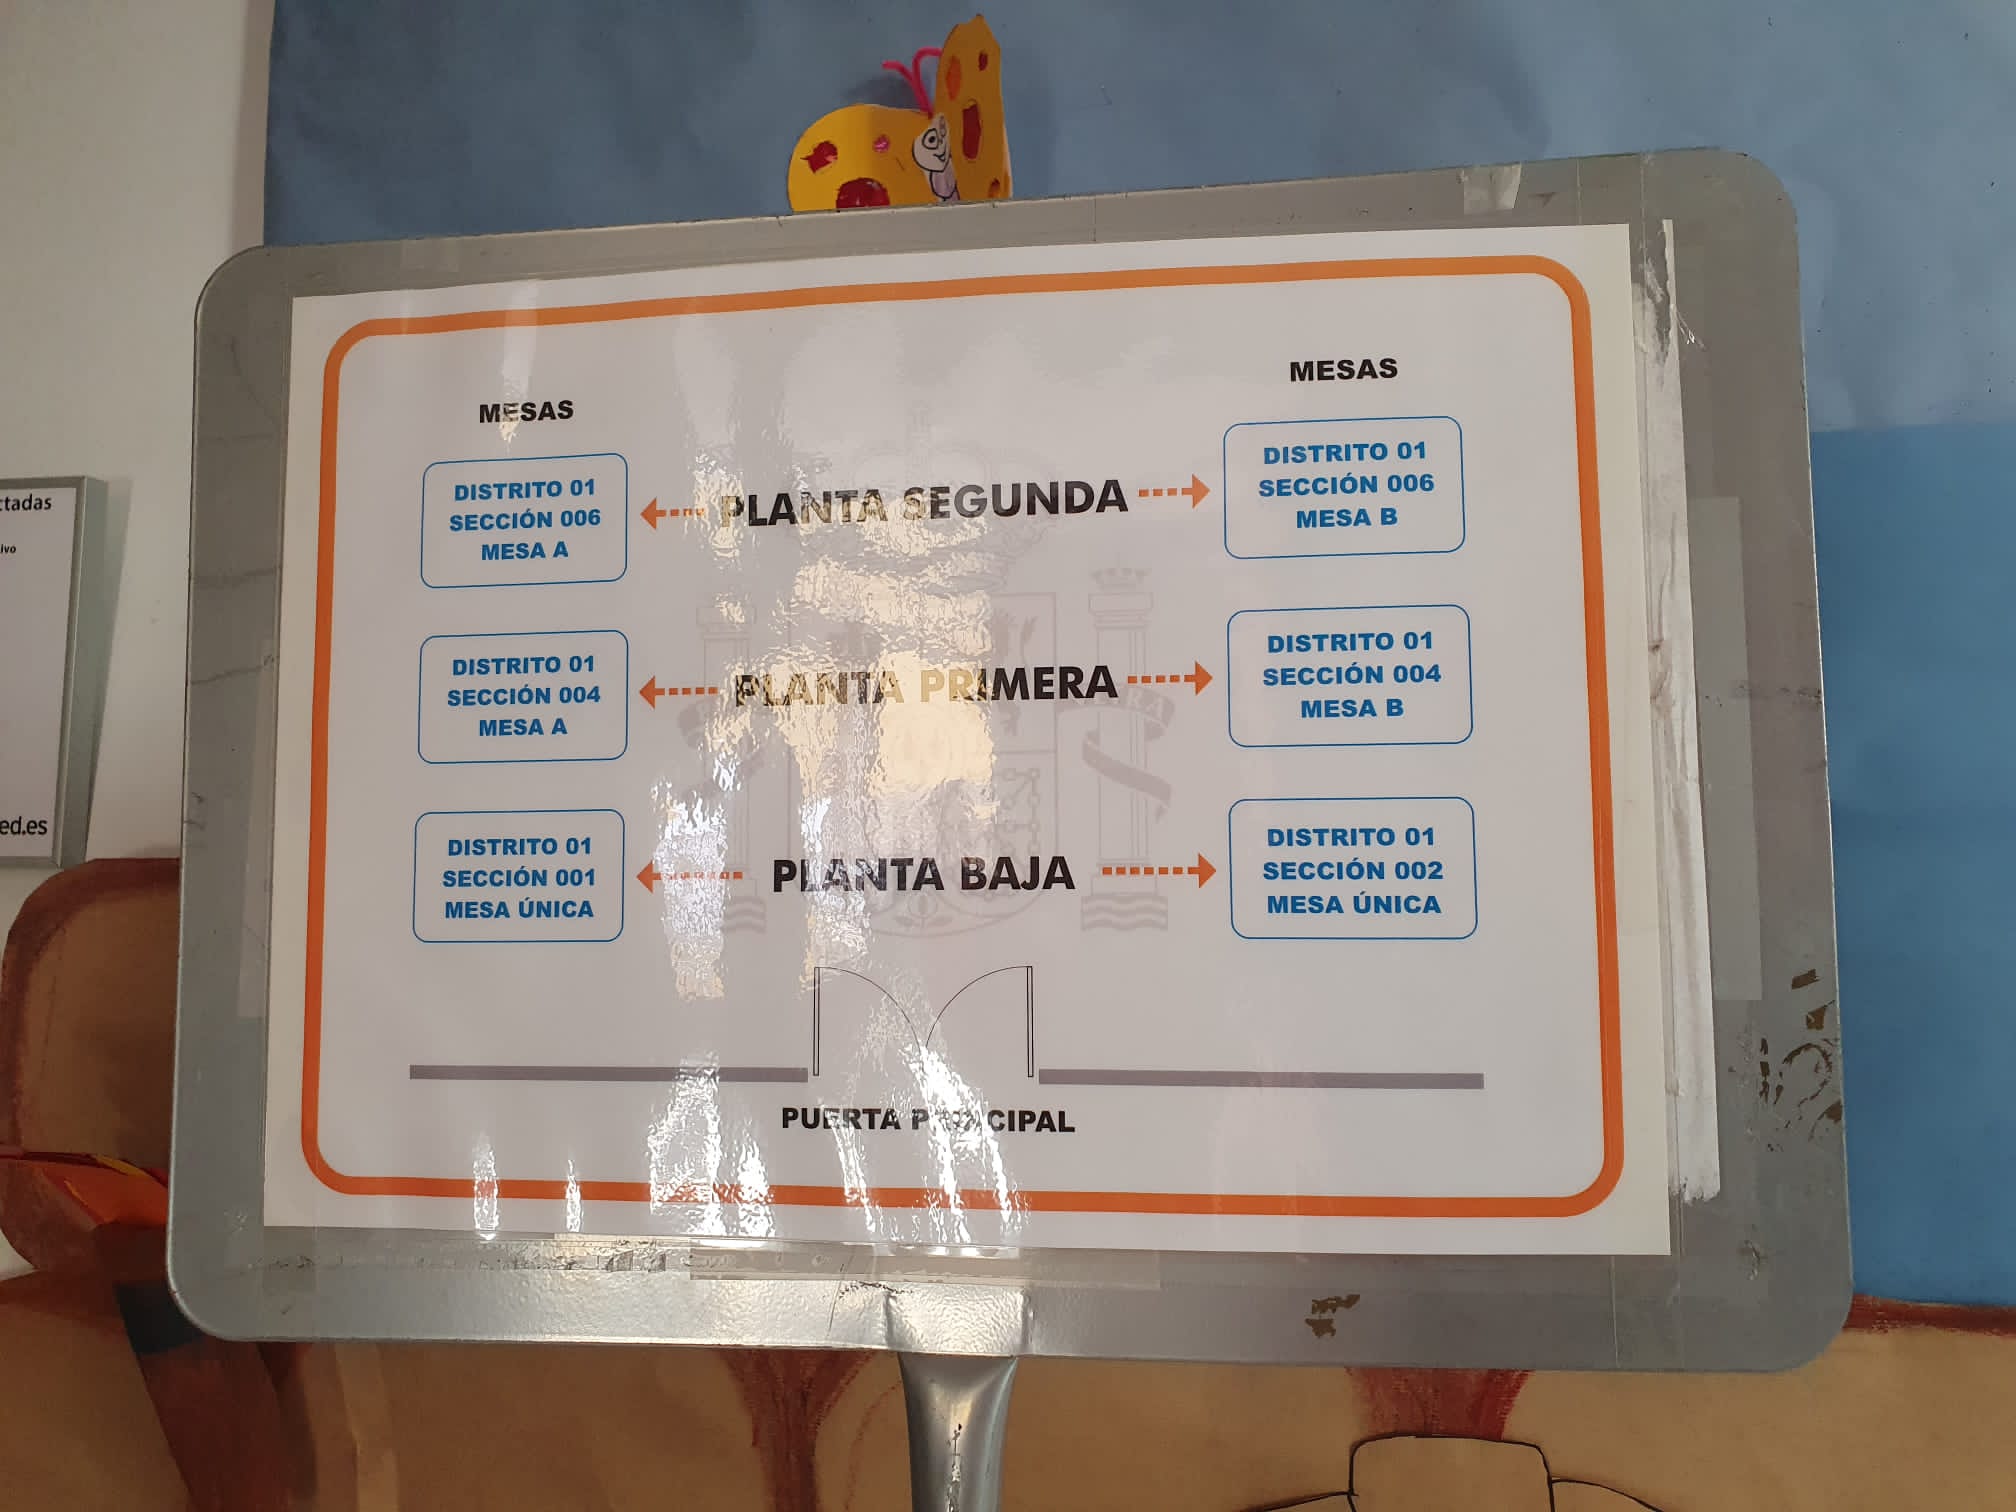 ctadas
ivo
ed.es
MESAS
MESAS
DISTRITO 01
SECCIÓN 006
MESA A
PLANTA SEGUNDA
DISTRITO 01
SECCIÓN 006
MESA B
DISTRITO 01
SECCIÓN 004
MESA A
PLANTA PRIMERA
DISTRITO 01
SECCIÓN 004
MESA B
DISTRITO 01
SECCIÓN 001
MESA ÚNICA
PLANTA BAJA
DISTRITO 01
SECCIÓN 002
MESA ÚNICA
PUERTA PRINCIPAL